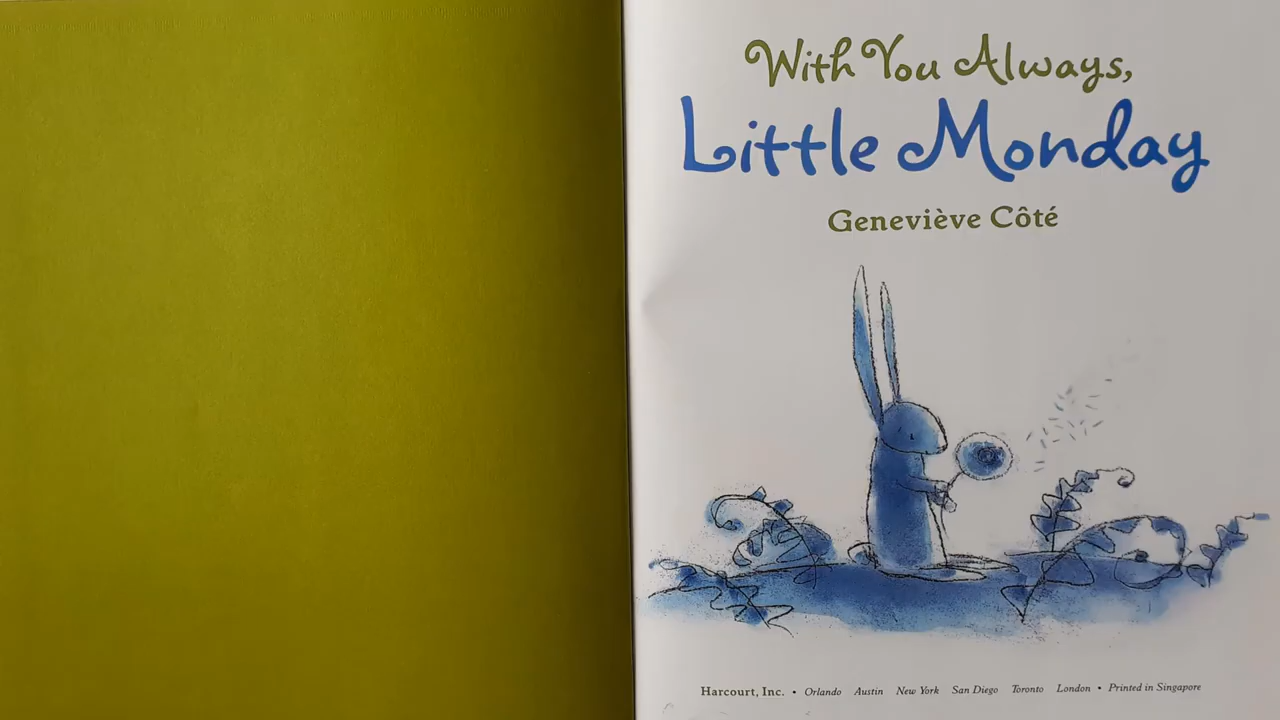 With You Always,
Little Monday
Geneviève Côté
Harcourt, Inc. • Orlando Austin New York San Diego Toronto London • Printed in Singapore